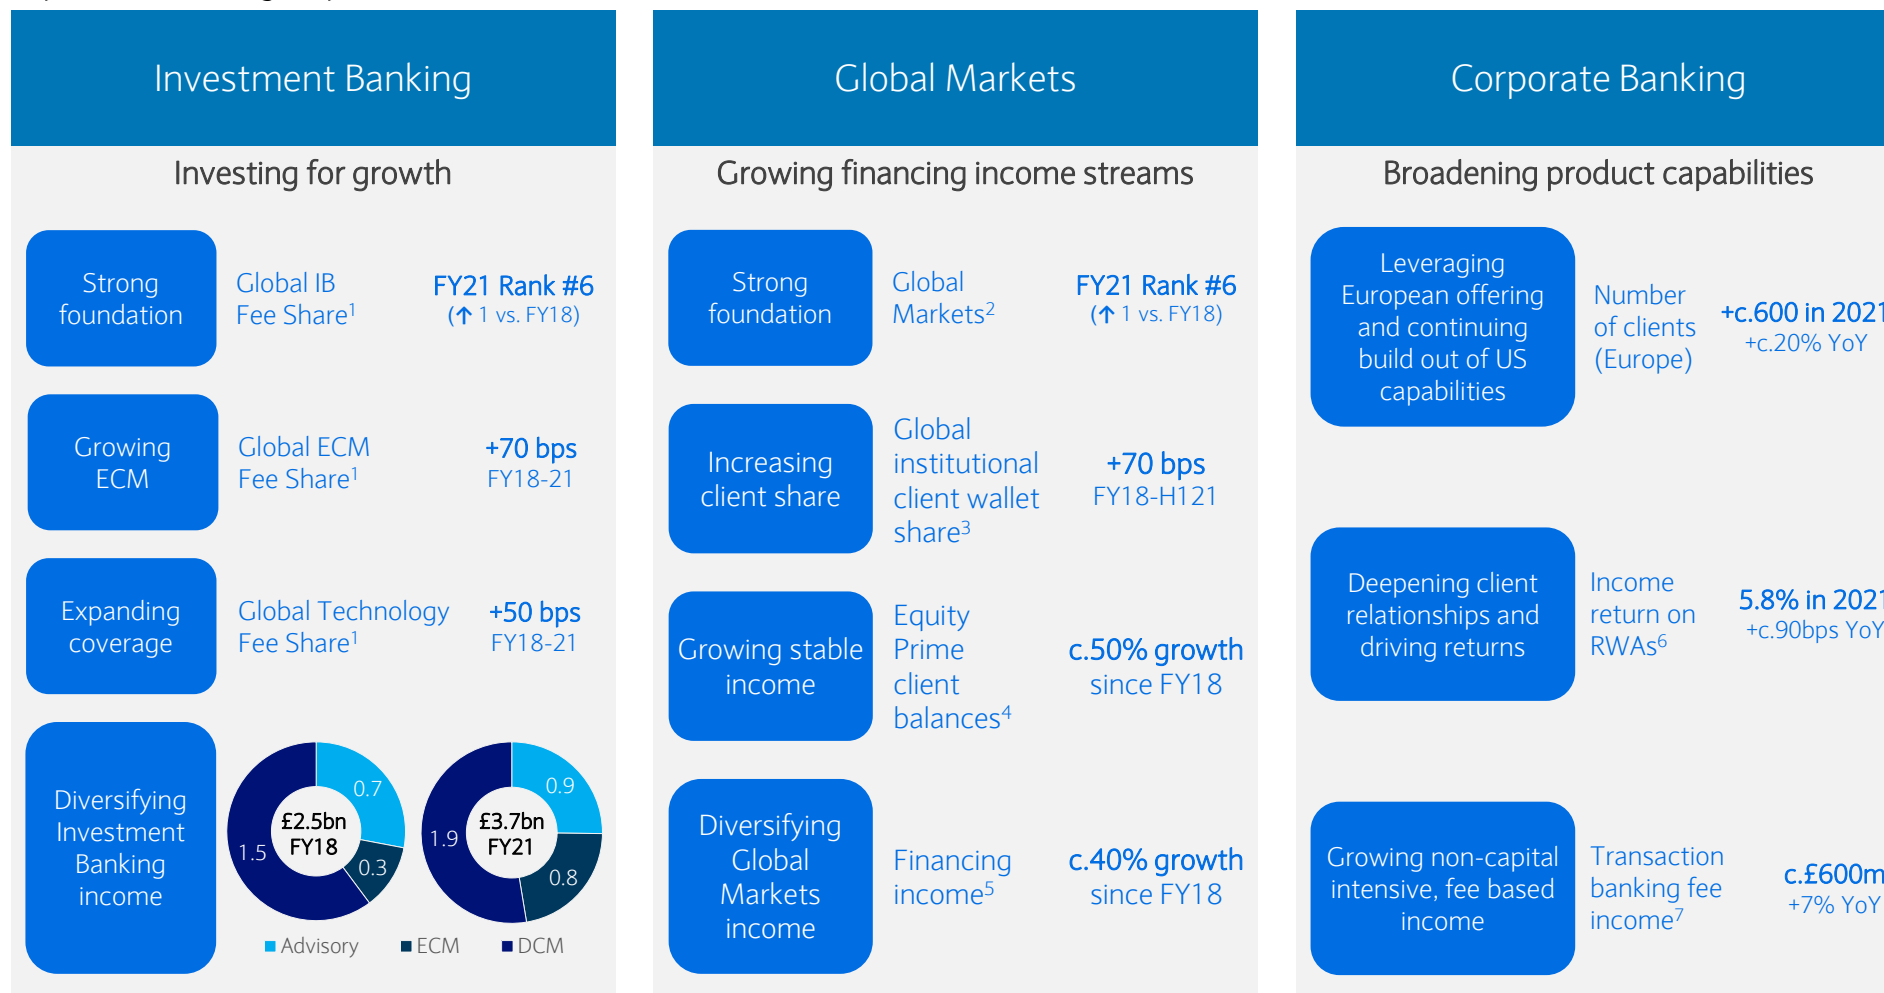 Investment Banking
Investing for growth
Strong
foundation
Global IB
Fee Share¹
FY21 Rank #6
(↑ 1 vs. FY18)
Growing
ECM
Global ECM
Fee Share¹
+70 bps
FY18-21
Expanding
coverage
Global Technology
Fee Share¹
+50 bps
FY18-21
Diversifying
Investment
Banking
income
0.7
0.3
1.5
£2.5bn
FY18
0.9
0.8
1.9
£3.7bn
FY21
Advisory
ECM
DCM
Global Markets
Growing financing income streams
Strong
foundation
Global
Markets²
FY21 Rank #6
(↑ 1 vs. FY18)
Increasing
client share
Global
institutional
client wallet
share³
+70 bps
FY18-H121
Growing stable
income
Equity
Prime
client
balances⁴
c.50% growth
since FY18
Diversifying
Global
Markets
income
Financing
income⁵
c.40% growth
since FY18
Corporate Banking
Broadening product capabilities
Leveraging
European offering
and continuing
build out of US
capabilities
Number
of clients
(Europe)
+c.600 in 2021
+c.20% YoY
Deepening client
relationships and
driving returns
Income
return on
RWAs⁶
5.8% in 2021
+c.90bps YoY
Growing non-capital
intensive, fee based
income
Transaction
banking fee
income⁷
c.£600m
+7% YoY